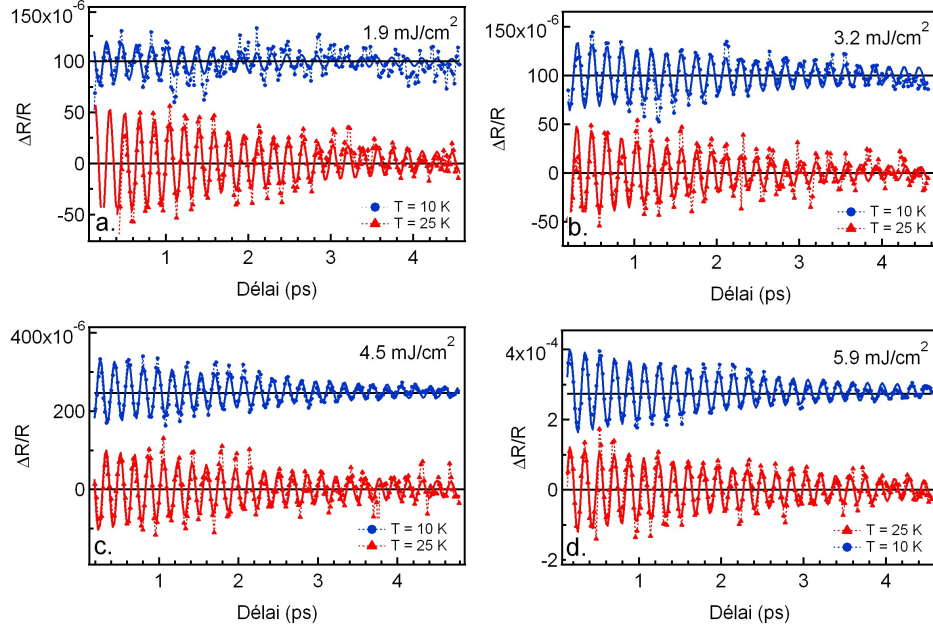 150x10-6
1.9 mJ/cm2
100
50
0
-50
ΔR/R
a.
T = 10 K
T = 25 K
1
2
3
4
Délai (ps)
150x10-6
3.2 mJ/cm2
100
50
0
-50
ΔR/R
b.
T = 10 K
T = 25 K
1
2
3
4
Délai (ps)
400x10-6
4.5 mJ/cm2
200
0
ΔR/R
c.
T = 10 K
T = 25 K
1
2
3
4
Délai (ps)
4x10-4
5.9 mJ/cm2
2
0
-2
ΔR/R
d.
T = 25 K
T = 10 K
1
2
3
4
Délai (ps)